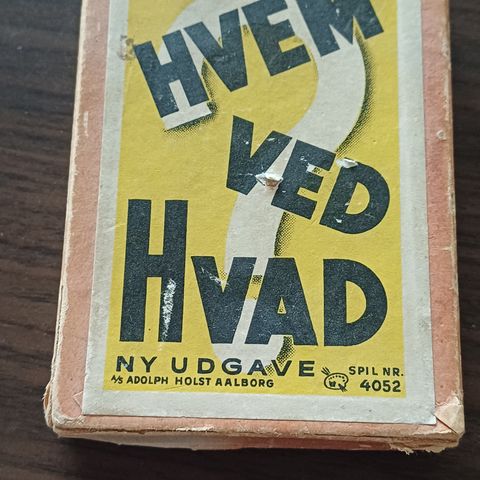 HVEM
VED
HVAD
NY UDGAVE
A/S ADOLPH HOLST AALBORG
SPIL NR.
4052